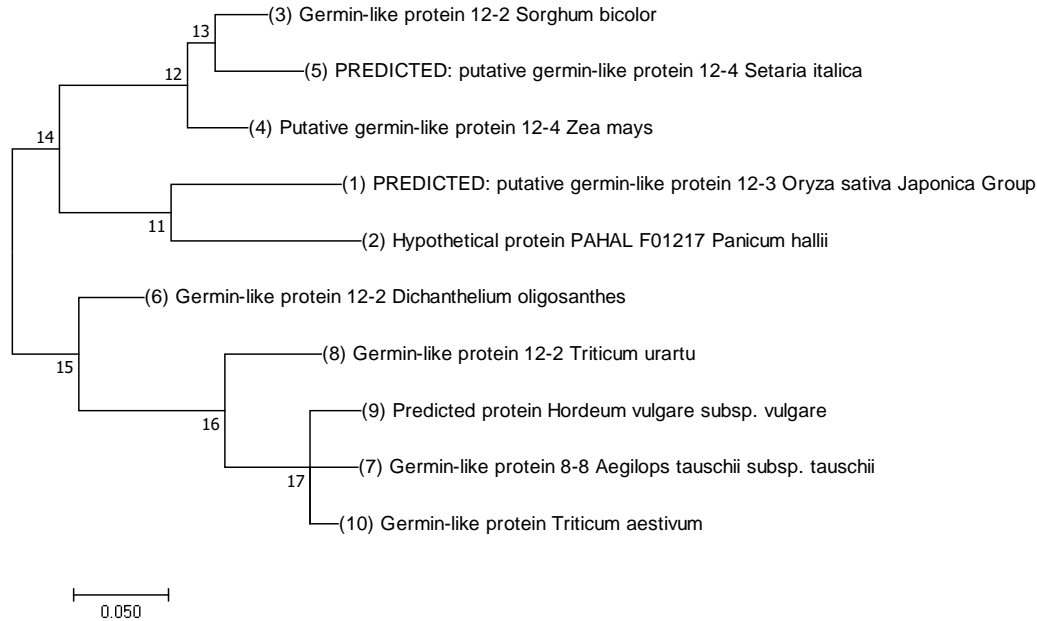 (3) Germin-like protein 12-2 Sorghum bicolor
13
(5) PREDICTED: putative germin-like protein 12-4 Setaria italica
12
(4) Putative germin-like protein 12-4 Zea mays
14
(1) PREDICTED: putative germin-like protein 12-3 Oryza sativa Japonica Group
11
(2) Hypothetical protein PAHAL F01217 Panicum hallii
(6) Germin-like protein 12-2 Dichanthelium oligosanthes
15
(8) Germin-like protein 12-2 Triticum urartu
16
(9) Predicted protein Hordeum vulgare subsp. vulgare
(7) Germin-like protein 8-8 Aegilops tauschii subsp. tauschii
17
(10) Germin-like protein Triticum aestivum
0.050